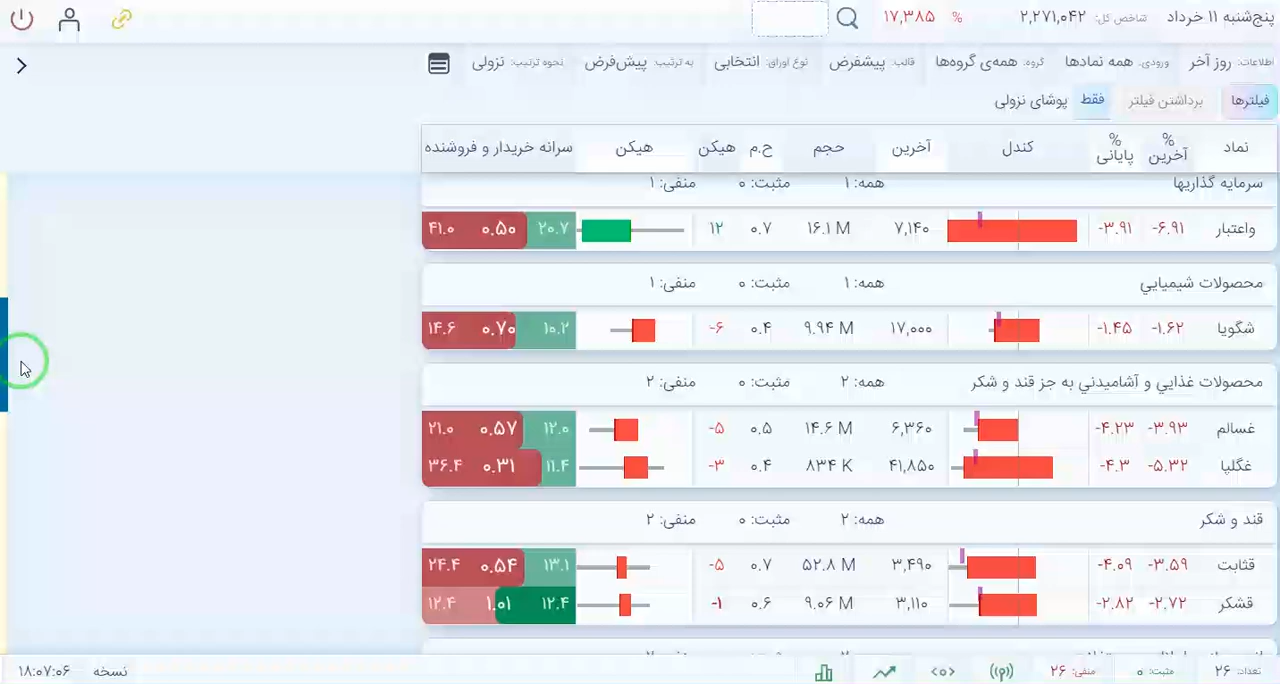 پنج‌شنبه ۱۱ خرداد شاخص کل: ۲,۲۷۱,۰۴۲ % ۱۷,۳۸۵
اطلاعات: روز آخر ورودی: همه نمادها گروه: همه‌ی گروه‌ها قالب: پیشفرض نوع اوراق: انتخابی به ترتیب: پیش‌فرض نحوه ترتیب: نزولی
فیلترها برداشتن فیلتر فقط پوشای نزولی
نماد % آخرین % پایانی کندل آخرین حجم ح.م هیکن هیکن سرانه خریدار و فروشنده
سرمایه گذاریها همه: ۱ مثبت: ۰ منفی: ۱
واعتبار -۶.۹۱ -۳.۹۱ ۷,۱۴۰ ۱۶.۱ M ۰.۷ ۱۲ ۲۰.۷ ۰.۵۰ ۴۱.۰
محصولات شیمیایي همه: ۱ مثبت: ۰ منفی: ۱
شگویا -۱.۶۲ -۱.۴۵ ۱۷,۰۰۰ ۹.۹۴ M ۰.۴ -۶ ۱۰.۲ ۰.۷۰ ۱۴.۶
محصولات غذایي و آشامیدني به جز قند و شکر همه: ۲ مثبت: ۰ منفی: ۲
غسالم -۳.۹۳ -۴.۲۳ ۶,۳۶۰ ۱۴.۶ M ۰.۵ -۵ ۱۲.۰ ۰.۵۷ ۲۱.۰
غگلپا -۵.۳۲ -۴.۳ ۴۱,۸۵۰ ۸۳۴ K ۰.۴ -۳ ۱۱.۴ ۰.۳۱ ۳۶.۴
قند و شکر همه: ۲ مثبت: ۰ منفی: ۲
قثابت -۳.۵۹ -۴.۰۹ ۳,۴۹۰ ۵۲.۸ M ۰.۷ -۵ ۱۳.۱ ۰.۵۴ ۲۴.۴
قشکر -۲.۷۲ -۲.۸۲ ۳,۱۱۰ ۹.۰۶ M ۰.۶ -۱ ۱۲.۴ ۱.۰۱ ۱۲.۴
تعداد: ۲۶ مثبت: ۰ منفی: ۲۶ نسخه ۱۸:۰۷:۰۶